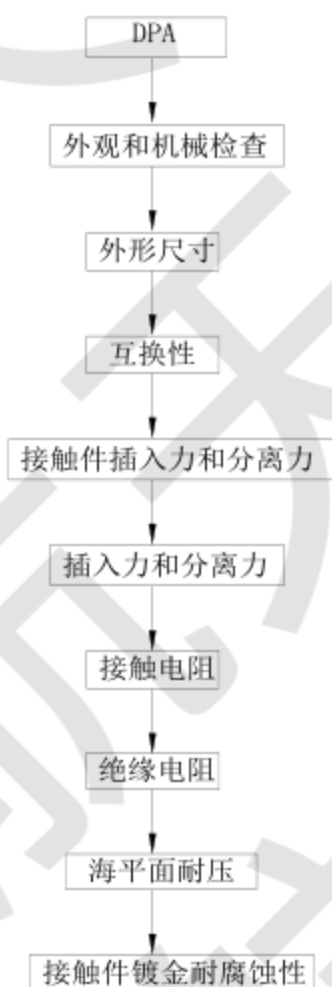 DPA
外观和机械检查
外形尺寸
互换性
接触件插入力和分离力
插入力和分离力
接触电阻
绝缘电阻
海平面耐压
接触件镀金耐腐蚀性